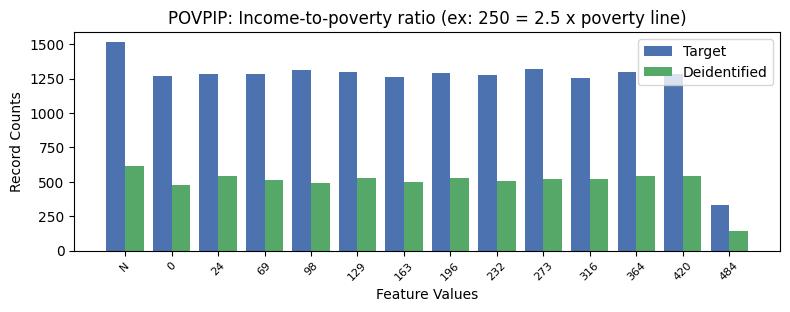 POVPIP: Income-to-poverty ratio (ex: 250 = 2.5 x poverty line)
Target
Deidentified
Record Counts
1500
1250
1000
750
500
250
0
N 0 24 69 98 129 163 196 232 273 316 364 420 484
Feature Values